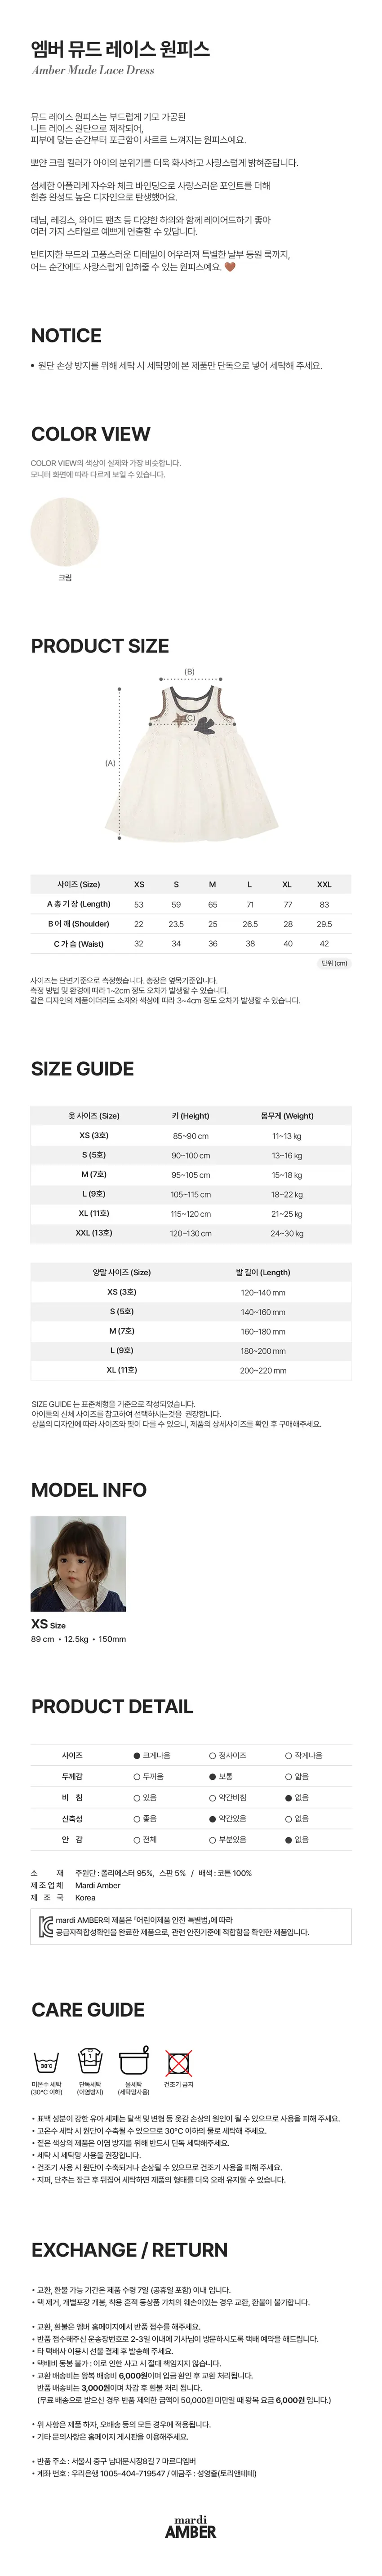 엠버 뮤드 레이스 원피스
Amber Mude Lace Dress
뮤드 레이스 원피스는 부드럽게 기모 가공된
니트 레이스 원단으로 제작되어,
피부에 닿는 순간부터 포근함이 사르르 느껴지는 원피스예요.
뽀얀 크림 컬러가 아이의 분위기를 더욱 화사하고 사랑스럽게 밝혀준답니다.
섬세한 아플리케 자수와 체크 바인딩으로 사랑스러운 포인트를 더해
한층 완성도 높은 디자인으로 탄생했어요.
데님, 레깅스, 와이드 팬츠 등 다양한 하의와 함께 레이어드하기 좋아
여러 가지 스타일로 예쁘게 연출할 수 있답니다.
빈티지한 무드와 고풍스러운 디테일이 어우러져 특별한 날부터 등원 룩까지,
어느 순간에도 사랑스럽게 입혀줄 수 있는 원피스예요. 🤎
NOTICE
• 원단 손상 방지를 위해 세탁 시 세탁망에 본 제품만 단독으로 넣어 세탁해 주세요.
COLOR VIEW
COLOR VIEW의 색상이 실제와 가장 비슷합니다.
모니터 화면에 따라 다르게 보일 수 있습니다.
크림
PRODUCT SIZE
(B)
(C)
(A)
사이즈 (Size) XS S M L XL XXL
A 총 기 장 (Length) 53 59 65 71 77 83
B 어 깨 (Shoulder) 22 23.5 25 26.5 28 29.5
C 가 슴 (Waist) 32 34 36 38 40 42
단위 (cm)
사이즈는 단면기준으로 측정했습니다. 총장은 옆목기준입니다.
측정 방법 및 환경에 따라 1~2cm 정도 오차가 발생할 수 있습니다.
같은 디자인의 제품이더라도 소재와 색상에 따라 3~4cm 정도 오차가 발생할 수 있습니다.
SIZE GUIDE
옷 사이즈 (Size) 키 (Height) 몸무게 (Weight)
XS (3호) 85~90 cm 11~13 kg
S (5호) 90~100 cm 13~16 kg
M (7호) 95~105 cm 15~18 kg
L (9호) 105~115 cm 18~22 kg
XL (11호) 115~120 cm 21~25 kg
XXL (13호) 120~130 cm 24~30 kg
양말 사이즈 (Size) 발 길이 (Length)
XS (3호) 120~140 mm
S (5호) 140~160 mm
M (7호) 160~180 mm
L (9호) 180~200 mm
XL (11호) 200~220 mm
SIZE GUIDE 는 표준체형을 기준으로 작성되었습니다.
아이들의 신체 사이즈를 참고하여 선택하시는것을 권장합니다.
상품의 디자인에 따라 사이즈와 핏이 다를 수 있으니, 제품의 상세사이즈를 확인 후 구매해주세요.
MODEL INFO
XS Size
89 cm • 12.5kg • 150mm
PRODUCT DETAIL
사이즈 ● 크게나옴 ○ 정사이즈 ○ 작게나옴
두께감 ○ 두꺼움 ● 보통 ○ 얇음
비 침 ○ 있음 ○ 약간비침 ● 없음
신축성 ○ 좋음 ● 약간있음 ○ 없음
안 감 ○ 전체 ○ 부분있음 ● 없음
소 재 주원단 : 폴리에스터 95%, 스판 5% / 배색 : 코튼 100%
제 조 업 체 Mardi Amber
제 조 국 Korea
mardi AMBER의 제품은 「어린이제품 안전 특별법」에 따라
공급자적합성확인을 완료한 제품으로, 관련 안전기준에 적합함을 확인한 제품입니다.
CARE GUIDE
30°C
1
미온수 세탁
(30°C 이하)
단독세탁
(이염방지)
물세탁
(세탁망사용)
건조기 금지
• 표백 성분이 강한 유아 세제는 탈색 및 변형 등 옷감 손상의 원인이 될 수 있으므로 사용을 피해 주세요.
• 고온수 세탁 시 원단이 수축될 수 있으므로 30°C 이하의 물로 세탁해 주세요.
• 짙은 색상의 제품은 이염 방지를 위해 반드시 단독 세탁해주세요.
• 세탁 시 세탁망 사용을 권장합니다.
• 건조기 사용 시 원단이 수축되거나 손상될 수 있으므로 건조기 사용을 피해 주세요.
• 지퍼, 단추는 잠근 후 뒤집어 세탁하면 제품의 형태를 더욱 오래 유지할 수 있습니다.
EXCHANGE / RETURN
• 교환, 환불 가능 기간은 제품 수령 7일 (공휴일 포함) 이내 입니다.
• 택 제거, 개별포장 개봉, 착용 흔적 등상품 가치의 훼손이있는 경우 교환, 환불이 불가합니다.
• 교환, 환불은 엠버 홈페이지에서 반품 접수를 해주세요.
• 반품 접수해주신 운송장번호로 2-3일 이내에 기사님이 방문하시도록 택배 예약을 해드립니다.
• 타 택배사 이용시 선불 결제 후 발송해 주세요.
• 택배비 동봉 불가 : 이로 인한 사고 시 절대 책임지지 않습니다.
• 교환 배송비는 왕복 배송비 6,000원이며 입금 확인 후 교환 처리됩니다.
반품 배송비는 3,000원이며 차감 후 환불 처리 됩니다.
(무료 배송으로 받으신 경우 반품 제외한 금액이 50,000원 미만일 때 왕복 요금 6,000원 입니다.)
• 위 사항은 제품 하자, 오배송 등의 모든 경우에 적용됩니다.
• 기타 문의사항은 홈페이지 게시판을 이용해주세요.
• 반품 주소 : 서울시 중구 남대문시장8길 7 마르디엠버
• 계좌 번호 : 우리은행 1005-404-719547 / 예금주 : 성영출(토리앤테테)
mardi
AMBER